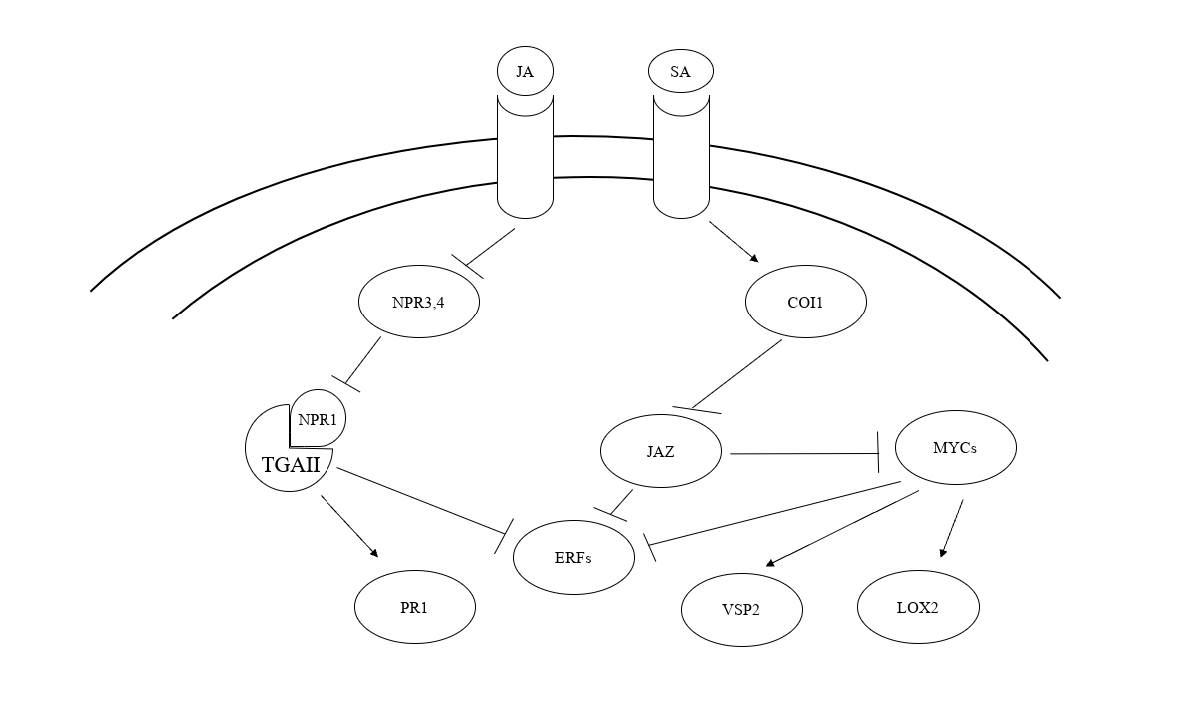 JA
SA
NPR3,4
COI1
NPR1
TGAII
JAZ
MYCs
ERFs
PR1
VSP2
LOX2